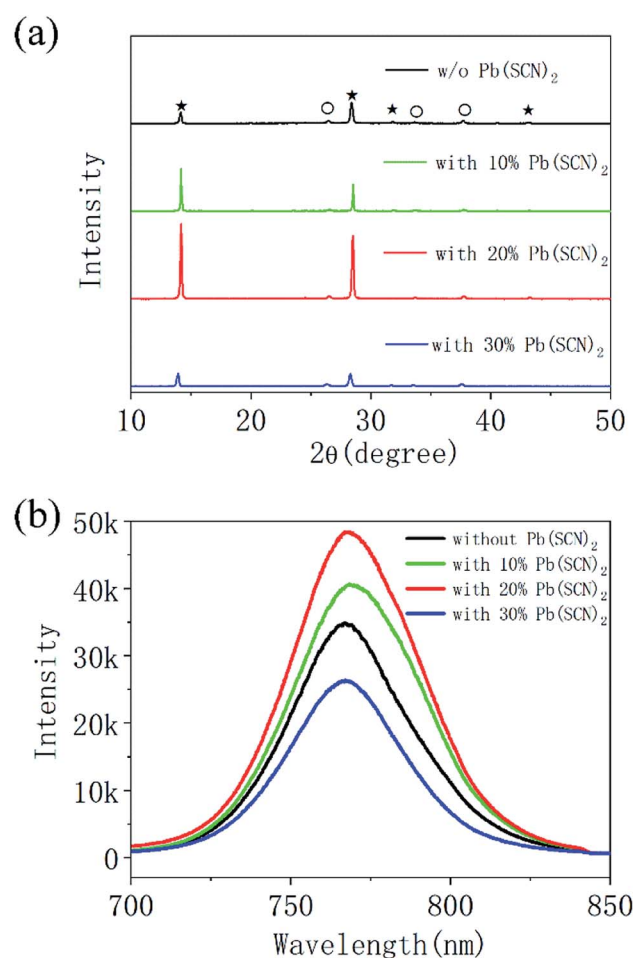 (a)
w/o Pb(SCN)₂
★ ○ ★ ★ ○ ○ ★
with 10% Pb(SCN)₂
with 20% Pb(SCN)₂
with 30% Pb(SCN)₂
Intensity
10 20 30 40 50
2θ(degree)
(b)
50k
40k
30k
20k
10k
0
without Pb(SCN)₂
with 10% Pb(SCN)₂
with 20% Pb(SCN)₂
with 30% Pb(SCN)₂
Intensity
700 750 800 850
Wavelength(nm)